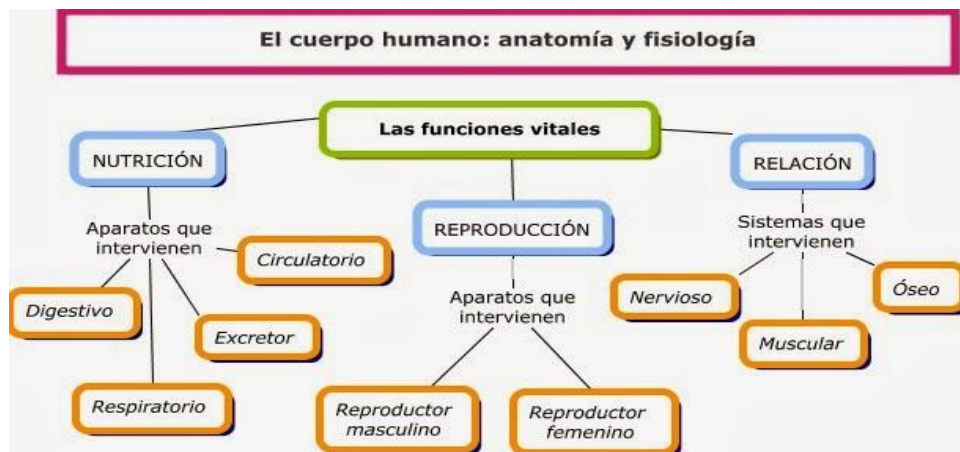 El cuerpo humano: anatomía y fisiología
Las funciones vitales
NUTRICIÓN
Aparatos que
intervienen
Circulatorio
Digestivo
Excretor
Respiratorio
REPRODUCCIÓN
Aparatos que
intervienen
Reproductor
masculino
Reproductor
femenino
RELACIÓN
Sistemas que
intervienen
Nervioso
Óseo
Muscular